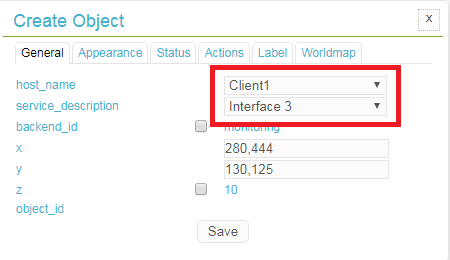 Create Object x
General Appearance Status Actions Label Worldmap
host_name Client1
service_description Interface 3
backend_id monitoring
x 280,444
y 130,125
z 10
object_id
Save